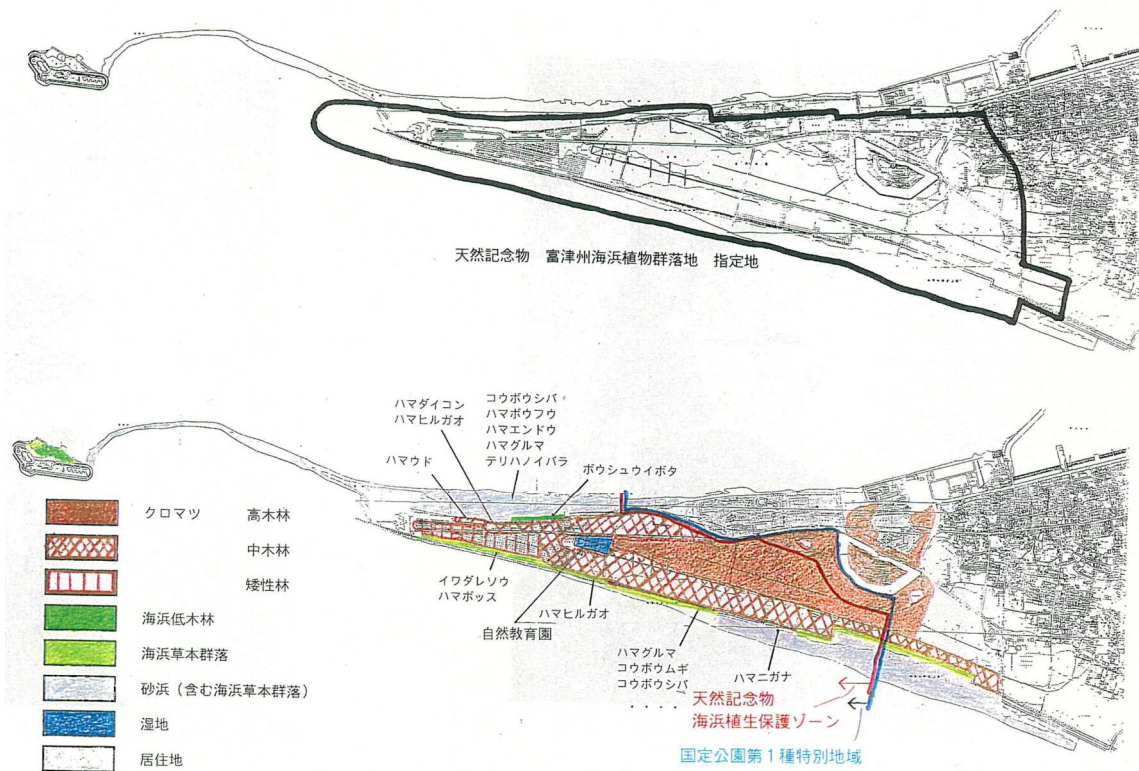 天然記念物 富津州海浜植物群落地 指定地
ハマダイコン
ハマヒルガオ
コウボウシバ
ハマボウフウ
ハマエンドウ
ハマグルマ
テリハノイバラ
ハマウド
ボウシュウイボタ
クロマツ 高木林
中木林
矮性林
海浜低木林
海浜草本群落
砂浜(含む海浜草本群落)
湿地
居住地
イワダレソウ
ハマボッス
ハマヒルガオ
自然教育園
ハマグルマ
コウボウムギ
コウボウシバ
ハマニガナ
天然記念物
海浜植生保護ゾーン
国定公園第1種特別地域